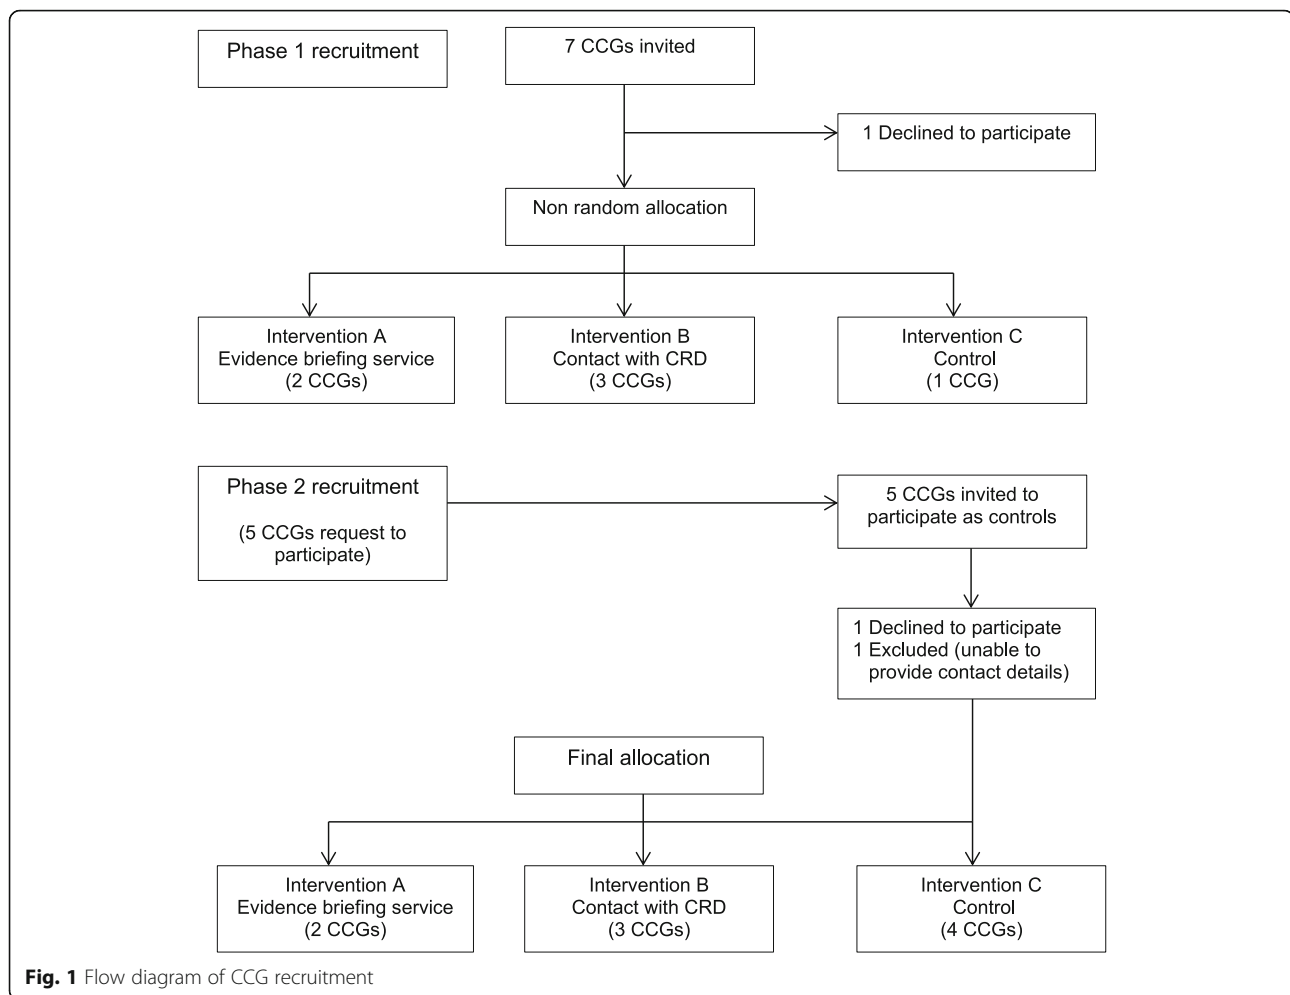 Phase 1 recruitment
7 CCGs invited
1 Declined to participate
Non random allocation
Intervention A
Evidence briefing service
(2 CCGs)
Intervention B
Contact with CRD
(3 CCGs)
Intervention C
Control
(1 CCG)
Phase 2 recruitment
(5 CCGs request to
participate)
5 CCGs invited to
participate as controls
1 Declined to participate
1 Excluded (unable to
provide contact details)
Final allocation
Intervention A
Evidence briefing service
(2 CCGs)
Intervention B
Contact with CRD
(3 CCGs)
Intervention C
Control
(4 CCGs)
Fig. 1 Flow diagram of CCG recruitment